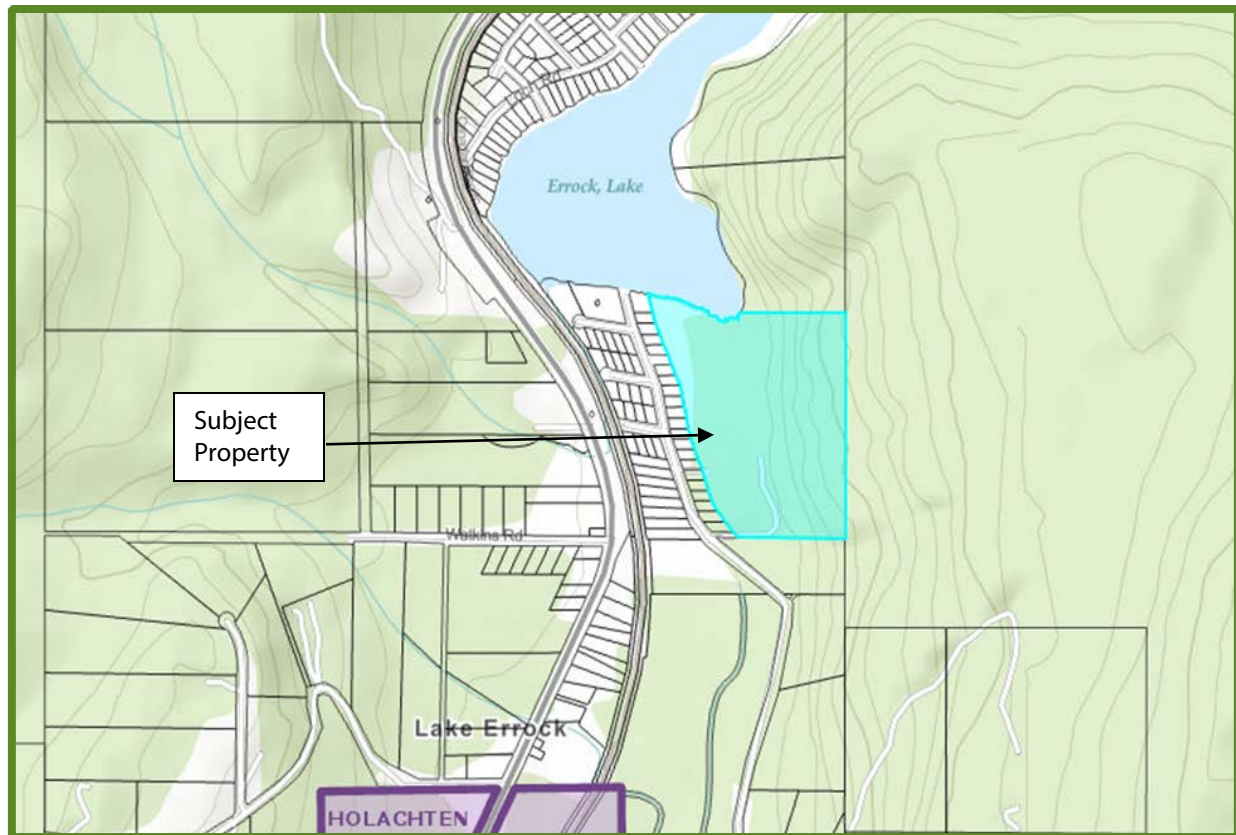 Errock, Lake
Subject
Property
Watkins Rd
Lake Errock
HOLACHTEN